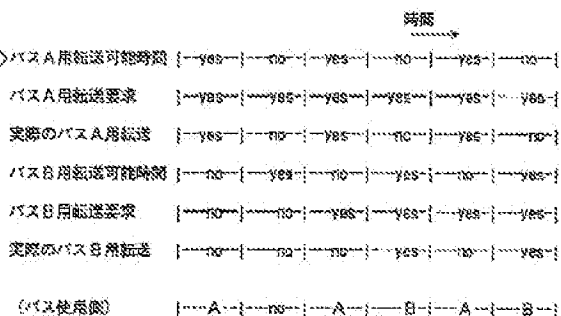 時間
バスA用転送可能時間 |---yes---|---no---|---yes---|---no---|---yes---|---no---|
バスA用転送要求 |---yes---|---yes---|---yes---|---yes---|---yes---|---yes---|
実際のバスA用転送 |---yes---|---no---|---yes---|---no---|---yes---|---no---|
バスB用転送可能時間 |---no---|---yes---|---no---|---yes---|---no---|---yes---|
バスB用転送要求 |---no---|---no---|---yes---|---yes---|---yes---|---yes---|
実際のバスB用転送 |---no---|---no---|---no---|---yes---|---no---|---yes---|
(バス使用側) |---A---|---no---|---A---|---B---|---A---|---B---|